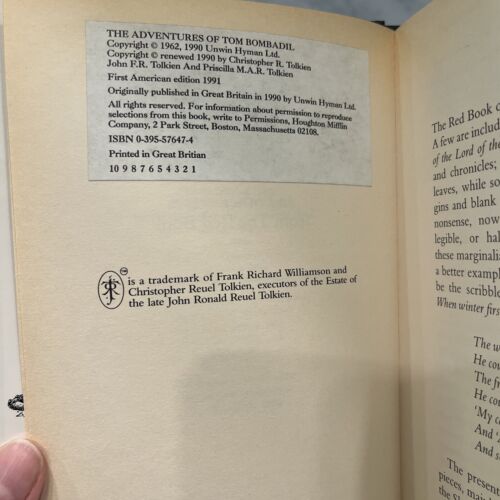 THE ADVENTURES OF TOM BOMBADIL
Copyright © 1962, 1990 Unwin Hyman Ltd.
Copyright © renewed 1990 by Christopher R. Tolkien
John F.R. Tolkien And Priscilla M.A.R. Tolkien
First American edition 1991
Originally published in Great Britain in 1990 by Unwin Hyman Ltd.
All rights reserved. For information about permission to reproduce
selections from this book, write to Permissions, Houghton Mifflin
Company, 2 Park Street, Boston, Massachusetts 02108.
ISBN 0-395-57647-4
Printed in Great Britian
10 9 8 7 6 5 4 3 2 1
TM
is a trademark of Frank Richard Williamson and
Christopher Reuel Tolkien, executors of the Estate of
the late John Ronald Reuel Tolkien.
The Red Book
A few are includ
of the Lord of the
and chronicles;
leaves, while so
gins and blank
nonsense, now
legible, or hal
these marginalia
a better exampl
be the scribble
When winter firs
The w
He cou
The fi
He cou
'My c
And
And s
The present
pieces, main